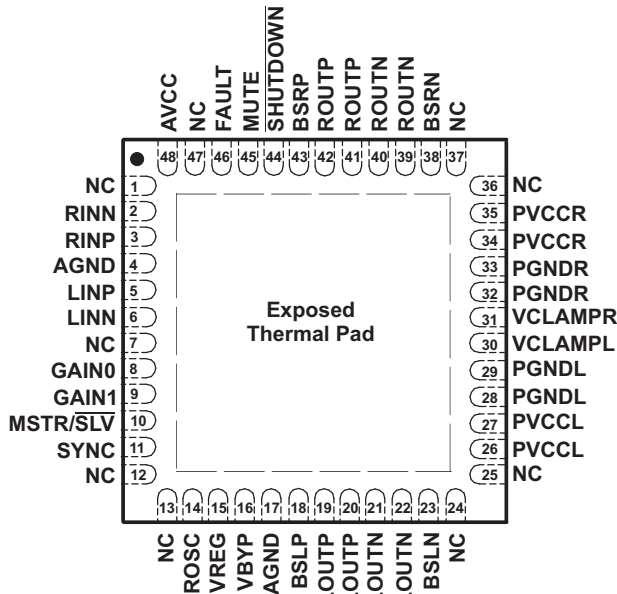 AVCC
NC
FAULT
MUTE
SHUTDOWN
BSRP
ROUTP
ROUTP
ROUTN
ROUTN
BSRN
NC
48 47 46 45 44 43 42 41 40 39 38 37
NC 1
RINN 2
RINP 3
AGND 4
LINP 5
LINN 6
NC 7
GAIN0 8
GAIN1 9
MSTR/SLV 10
SYNC 11
NC 12
Exposed
Thermal Pad
36 NC
35 PVCCR
34 PVCCR
33 PGNDR
32 PGNDR
31 VCLAMPR
30 VCLAMPL
29 PGNDL
28 PGNDL
27 PVCCL
26 PVCCL
25 NC
13 14 15 16 17 18 19 20 21 22 23 24
NC
ROSC
VREG
VBYP
AGND
BSLP
LOUTP
LOUTP
LOUTN
LOUTN
BSLN
NC